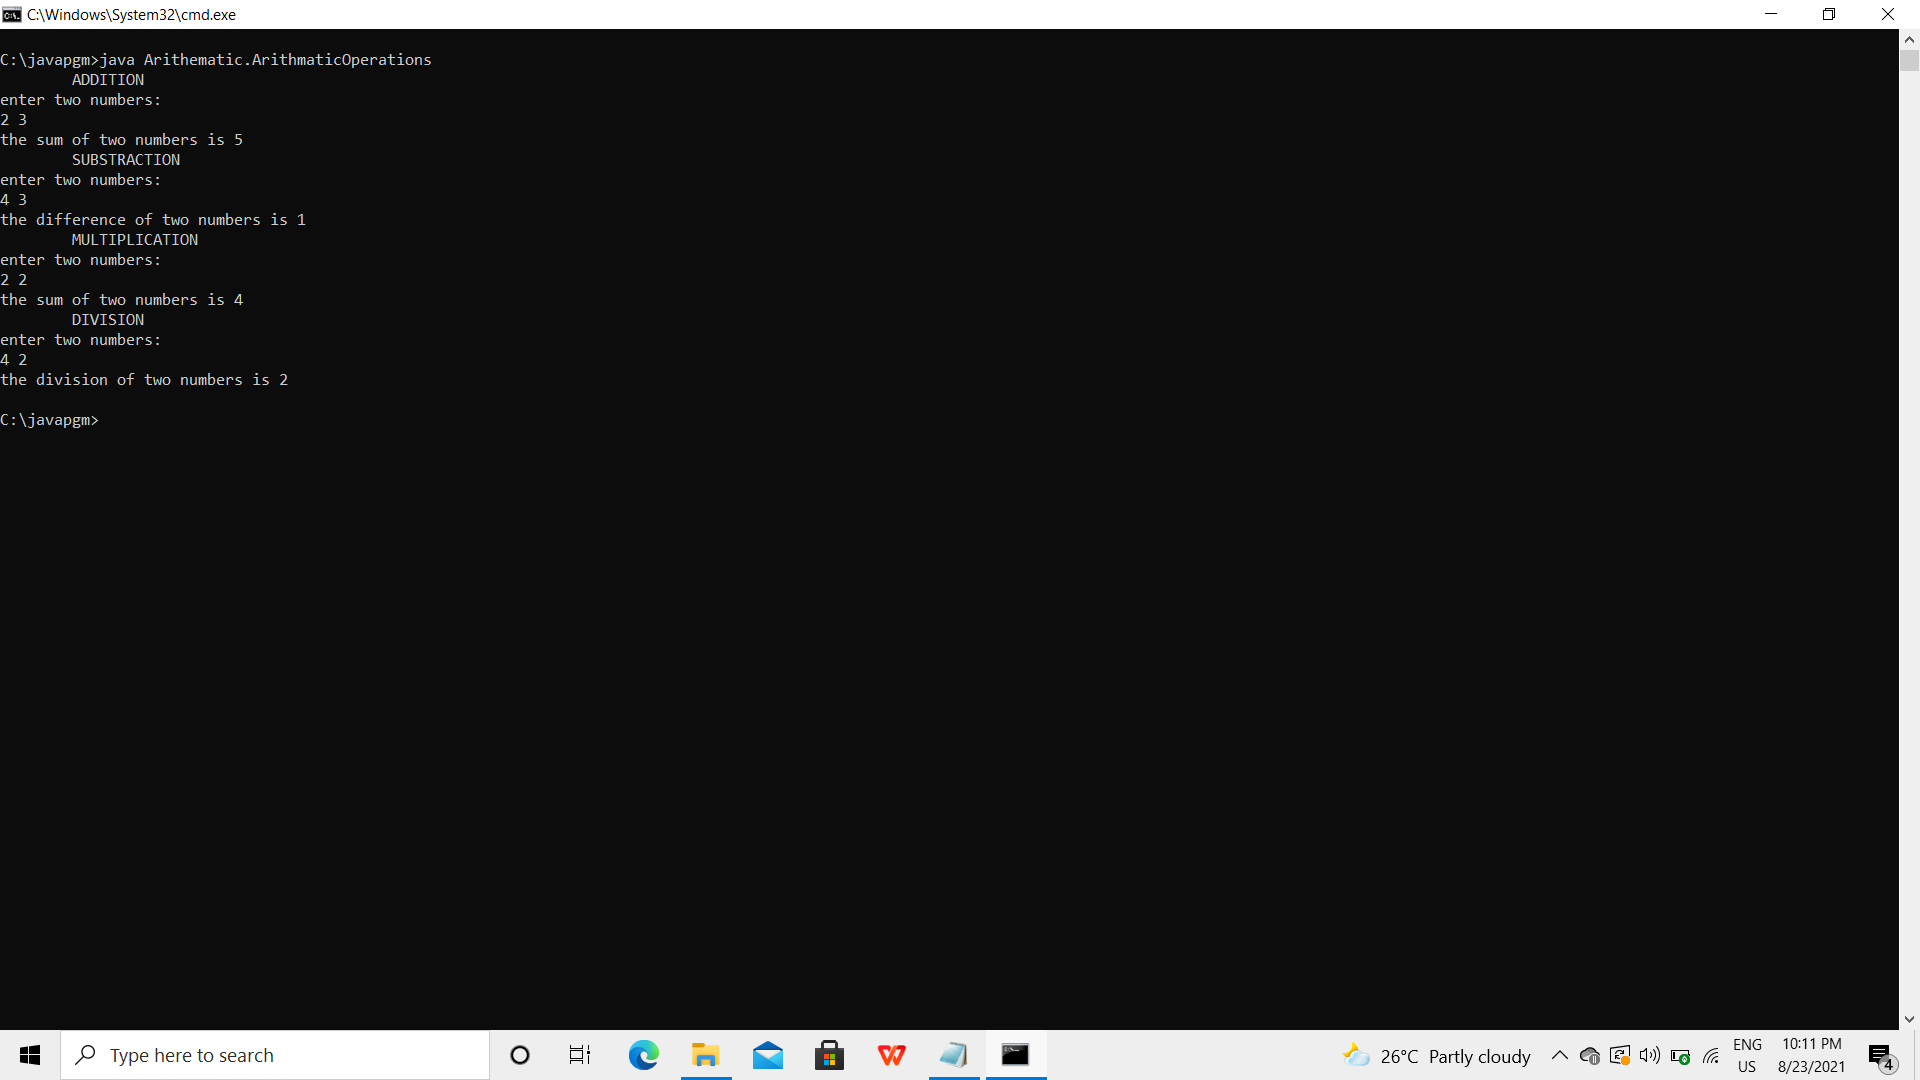 C:\Windows\System32\cmd.exe
C:\javapgm>java Arithematic.ArithmaticOperations
ADDITION
enter two numbers:
2 3
the sum of two numbers is 5
SUBSTRACTION
enter two numbers:
4 3
the difference of two numbers is 1
MULTIPLICATION
enter two numbers:
2 2
the sum of two numbers is 4
DIVISION
enter two numbers:
4 2
the division of two numbers is 2
C:\javapgm>
Type here to search
26°C Partly cloudy
ENG
US
10:11 PM
8/23/2021
4